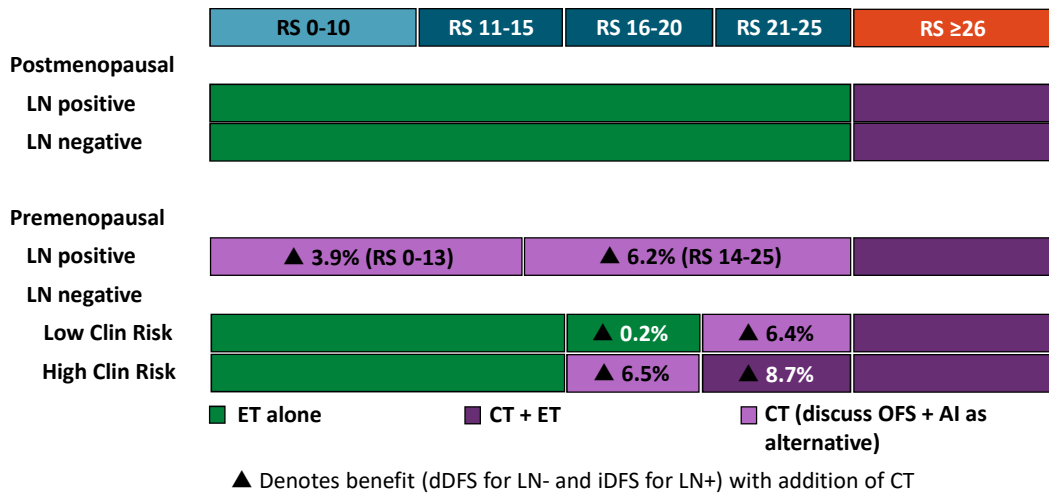 RS 0-10 RS 11-15 RS 16-20 RS 21-25 RS ≥26
Postmenopausal
LN positive
LN negative
Premenopausal
LN positive ▲ 3.9% (RS 0-13) ▲ 6.2% (RS 14-25)
LN negative
Low Clin Risk ▲ 0.2% ▲ 6.4%
High Clin Risk ▲ 6.5% ▲ 8.7%
ET alone CT + ET CT (discuss OFS + AI as
alternative)
▲ Denotes benefit (dDFS for LN- and iDFS for LN+) with addition of CT